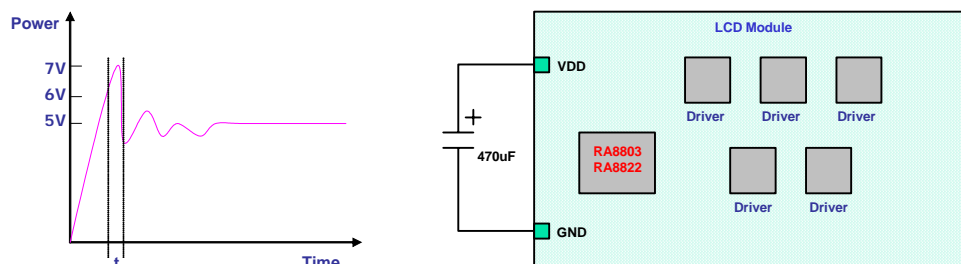 Power
7V
6V
5V
t
Time
LCD Module
VDD
+
470uF
GND
RA8803
RA8822
Driver
Driver
Driver
Driver
Driver